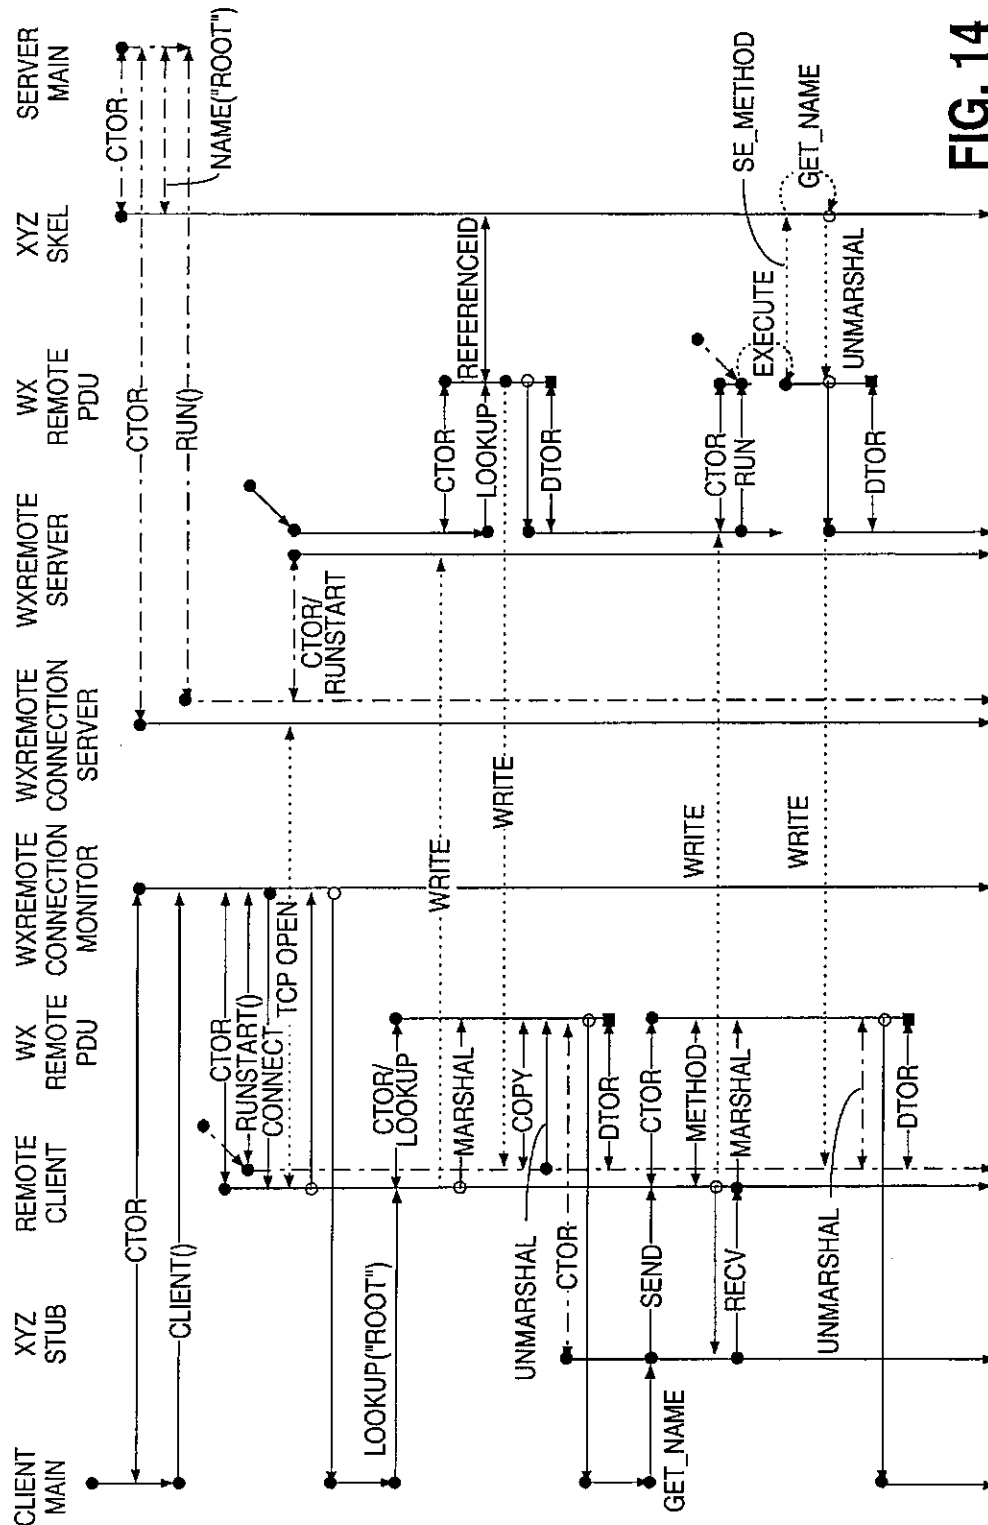 CLIENT
MAIN
XYZ
STUB
REMOTE
CLIENT
WX
REMOTE
PDU
WXREMOTE
CONNECTION
MONITOR
WXREMOTE
CONNECTION
SERVER
WXREMOTE
SERVER
WX
REMOTE
PDU
XYZ
SKEL
SERVER
MAIN
CTOR
CTOR
CTOR
CLIENT()
RUN()
NAME("ROOT")
CTOR
RUNSTART()
CONNECT
TCP OPEN
CTOR/
RUNSTART
LOOKUP("ROOT")
CTOR/
LOOKUP
MARSHAL
WRITE
CTOR
LOOKUP
REFERENCEID
COPY
WRITE
DTOR
UNMARSHAL
CTOR
DTOR
GET_NAME
SEND
CTOR
METHOD
MARSHAL
RECV
WRITE
CTOR
RUN
EXECUTE
SE_METHOD
GET_NAME
WRITE
UNMARSHAL
UNMARSHAL
DTOR
DTOR
FIG. 14